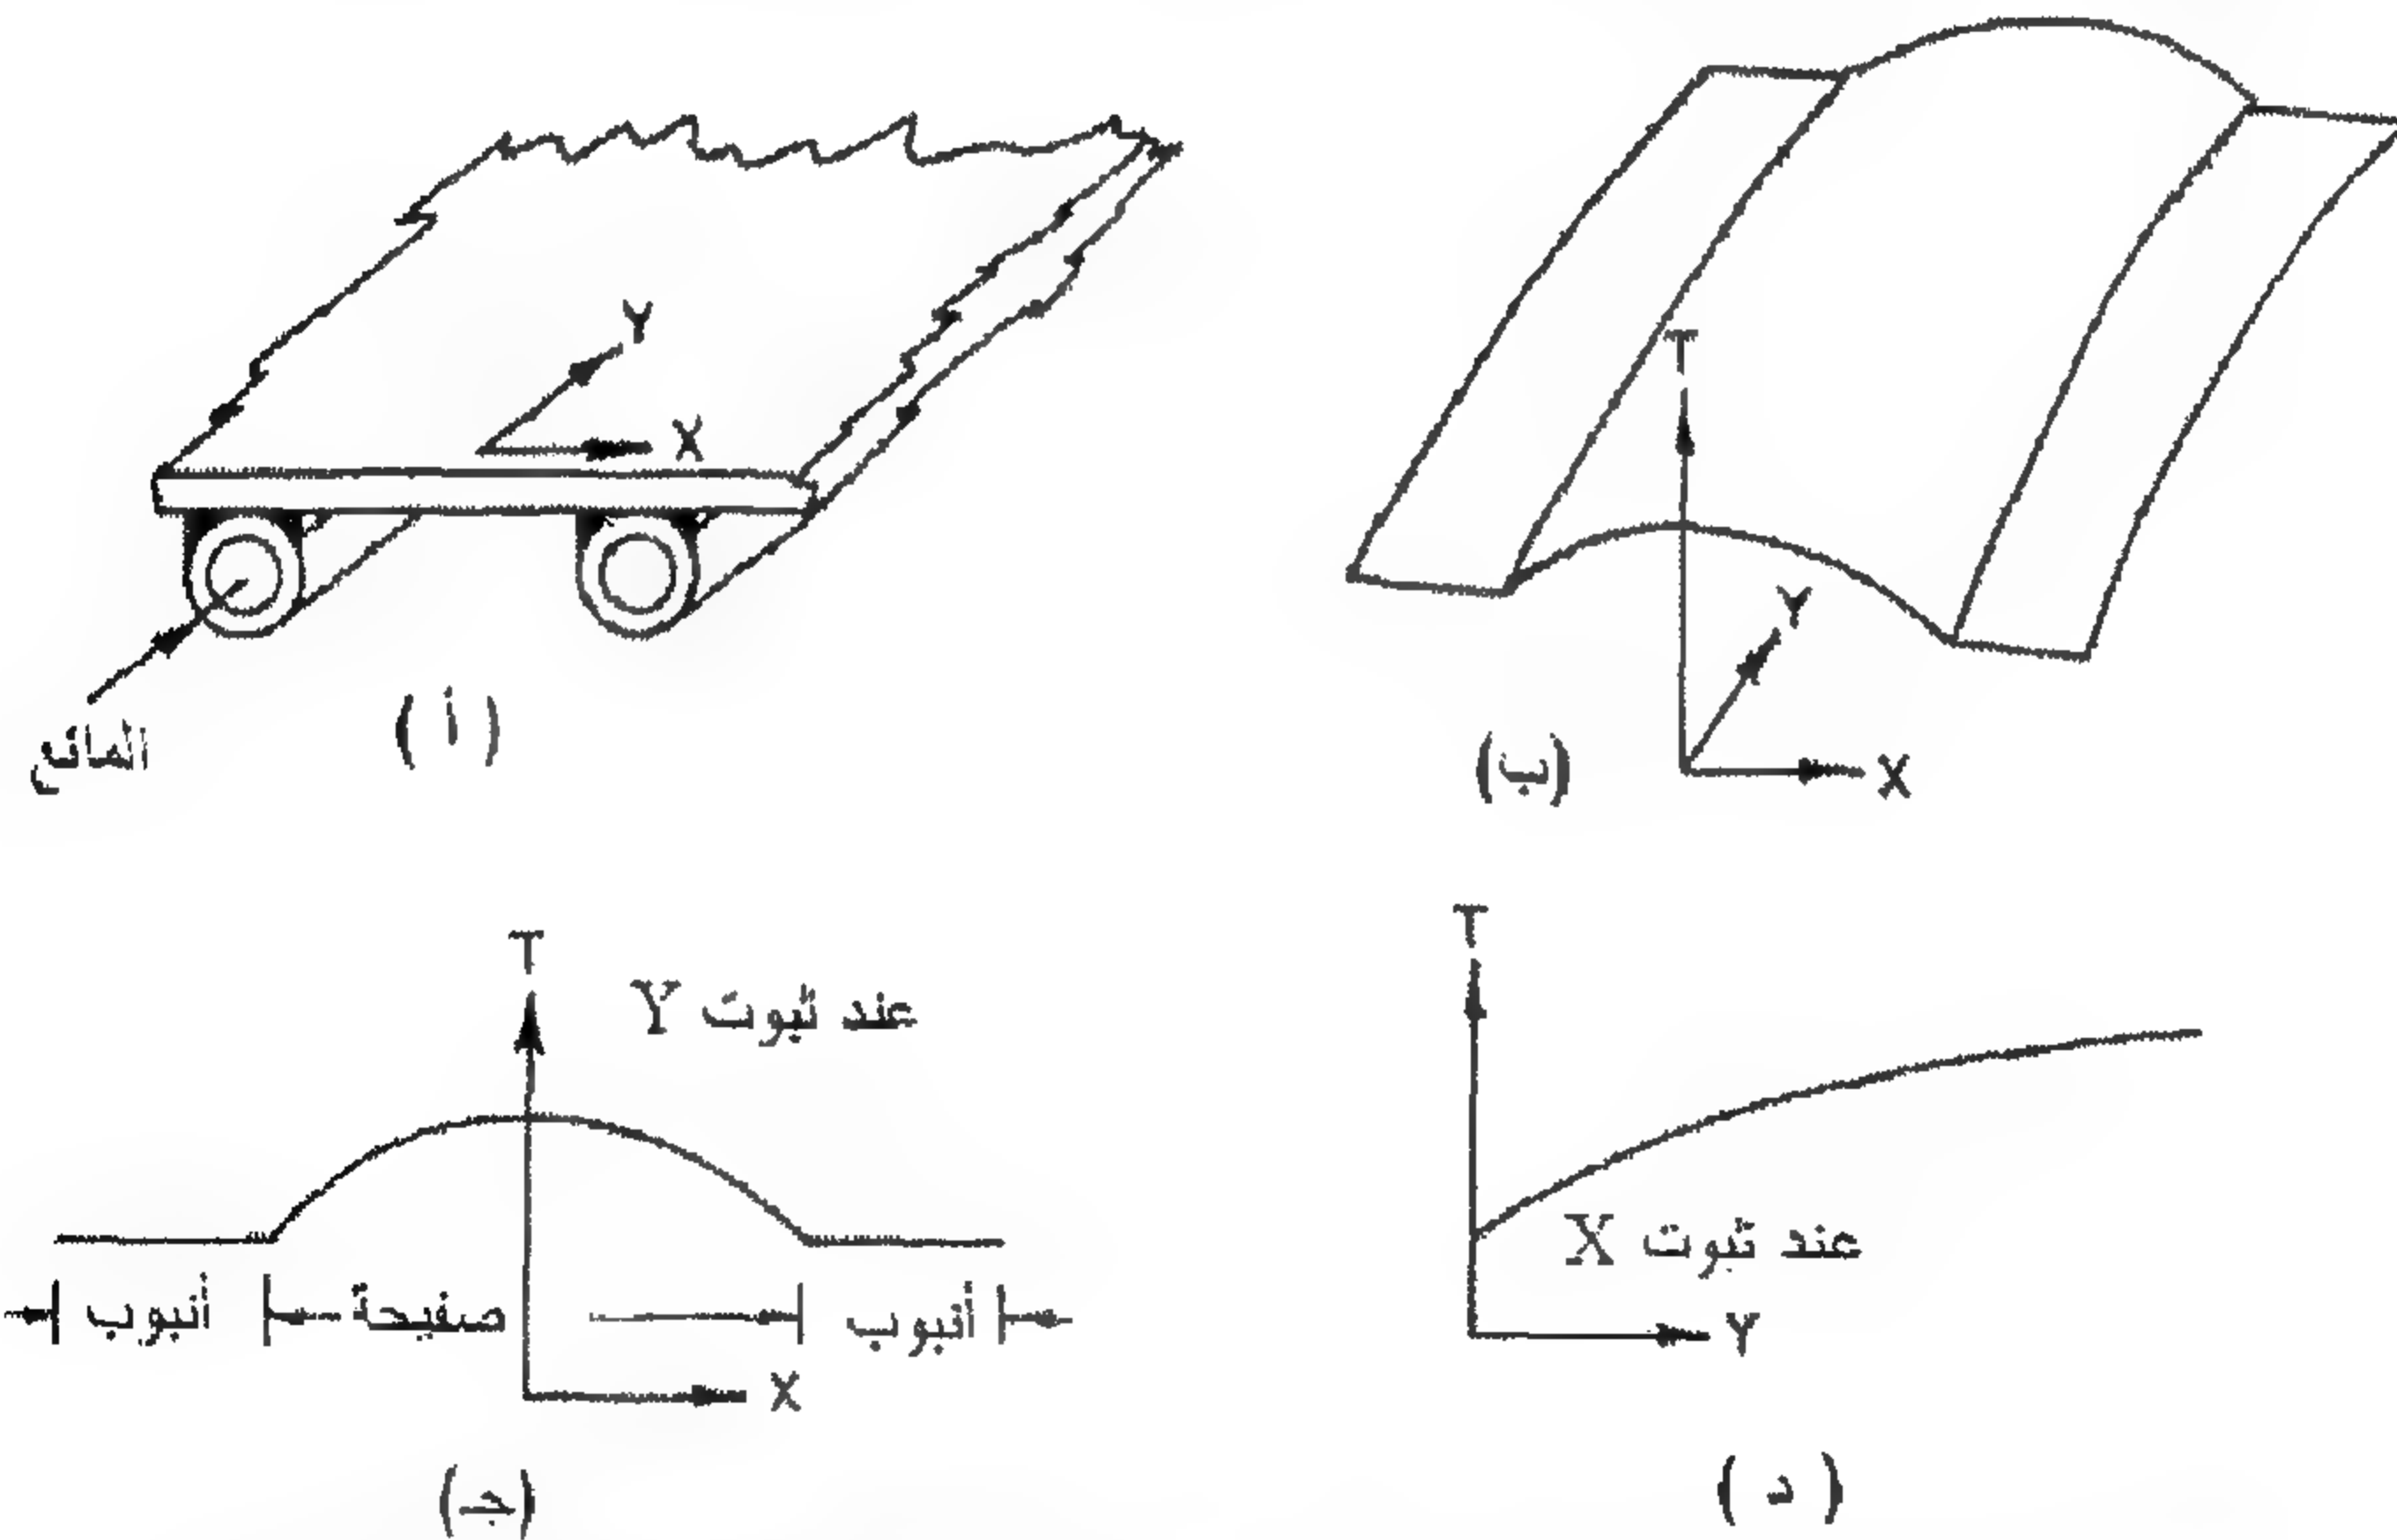 Y
X
المائع
( أ )
T
Y
X
(ب)
T
عند ثبوت Y
أنبوب
صفيحة
أنبوب
X
(جـ)
T
عند ثبوت X
Y
( د )